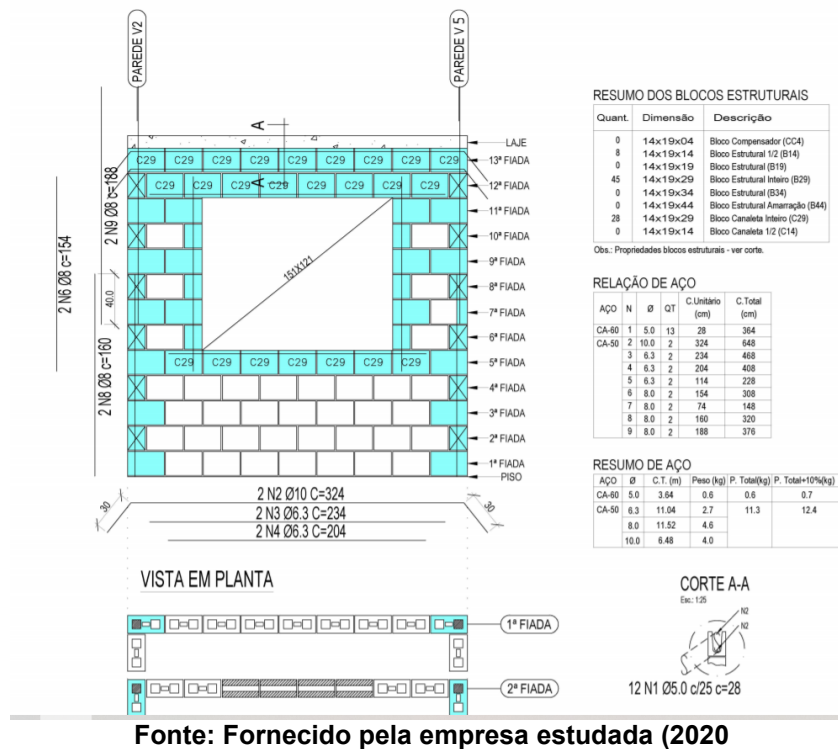 PAREDE V2
PAREDE V 5
A
A
LAJE
C29 C29 C29 C29 C29 C29 C29 C29 C29
13ª FIADA
C29 C29 C29 C29 C29 C29 C29 C29
12ª FIADA
11ª FIADA
10ª FIADA
9ª FIADA
8ª FIADA
7ª FIADA
6ª FIADA
C29 C29 C29 C29 C29 C29 C29
5ª FIADA
4ª FIADA
3ª FIADA
2ª FIADA
1ª FIADA
PISO
151X121
2 N6 Ø8 c=154
2 N9 Ø8 c=188
40.0
2 N8 Ø8 c=160
30
30
2 N2 Ø10 C=324
2 N3 Ø6.3 C=234
2 N4 Ø6.3 C=204
VISTA EM PLANTA
1ª FIADA
2ª FIADA
RESUMO DOS BLOCOS ESTRUTURAIS
Quant. Dimensão Descrição
0 14x19x04 Bloco Compensador (CC4)
8 14x19x14 Bloco Estrutural 1/2 (B14)
0 14x19x19 Bloco Estrutural (B19)
45 14x19x29 Bloco Estrutural Inteiro (B29)
0 14x19x34 Bloco Estrutural (B34)
0 14x19x44 Bloco Estrutural Amarração (B44)
28 14x19x29 Bloco Canaleta Inteiro (C29)
0 14x19x14 Bloco Canaleta 1/2 (C14)
Obs.: Propriedades blocos estruturais - ver corte.
RELAÇÃO DE AÇO
AÇO N Ø QT C.Unitário (cm) C.Total (cm)
CA-60 1 5.0 13 28 364
CA-50 2 10.0 2 324 648
3 6.3 2 234 468
4 6.3 2 204 408
5 6.3 2 114 228
6 8.0 2 154 308
7 8.0 2 74 148
8 8.0 2 160 320
9 8.0 2 188 376
RESUMO DE AÇO
AÇO Ø C.T. (m) Peso (kg) P. Total(kg) P. Total+10%(kg)
CA-60 5.0 3.64 0.6 0.6 0.7
CA-50 6.3 11.04 2.7 11.3 12.4
8.0 11.52 4.6
10.0 6.48 4.0
CORTE A-A
Esc.: 1:25
N2
N2
12 N1 Ø5.0 c/25 c=28
Fonte: Fornecido pela empresa estudada (2020